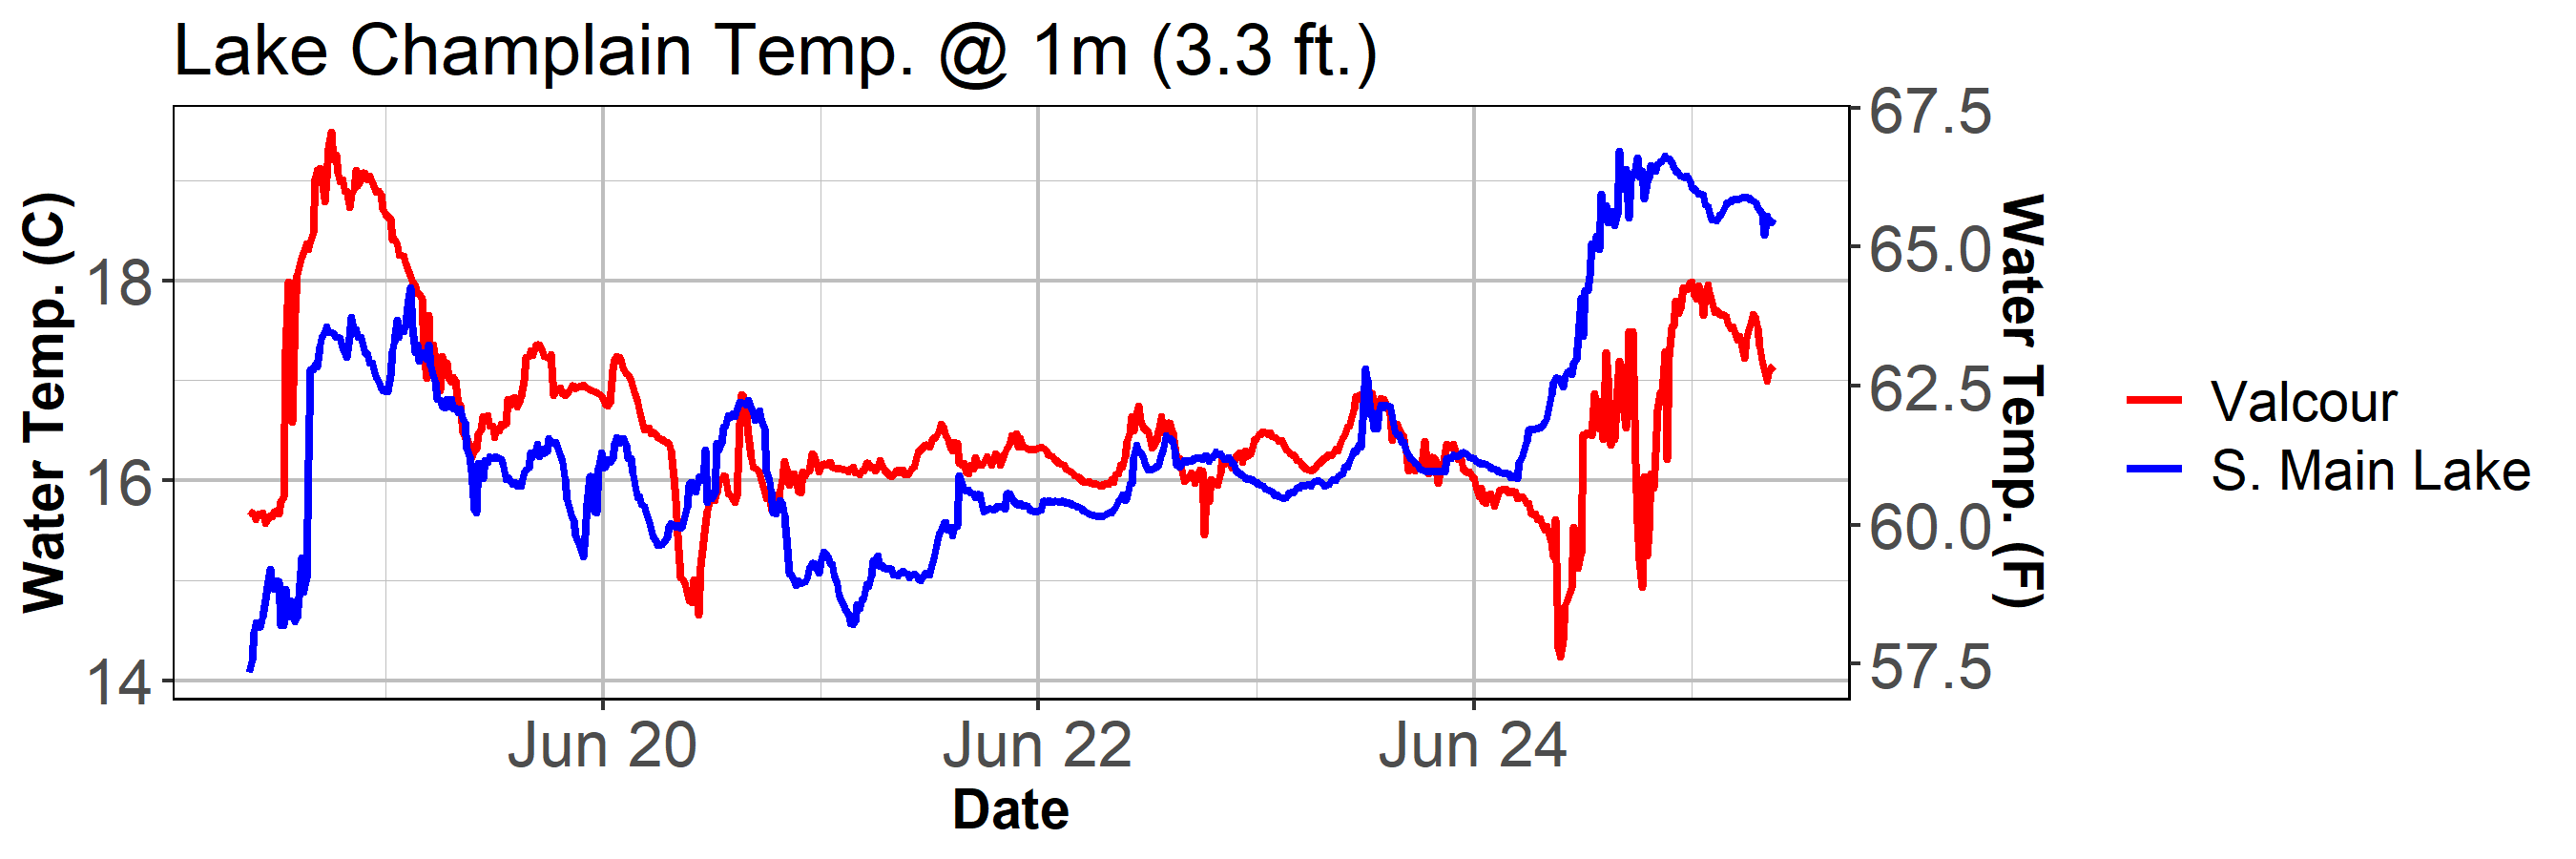 Lake Champlain Temp. @ 1m (3.3 ft.)
Water Temp. (C)
18
16
14
67.5
65.0
62.5
60.0
57.5
Water Temp. (F)
Jun 20
Jun 22
Jun 24
Date
Valcour
S. Main Lake